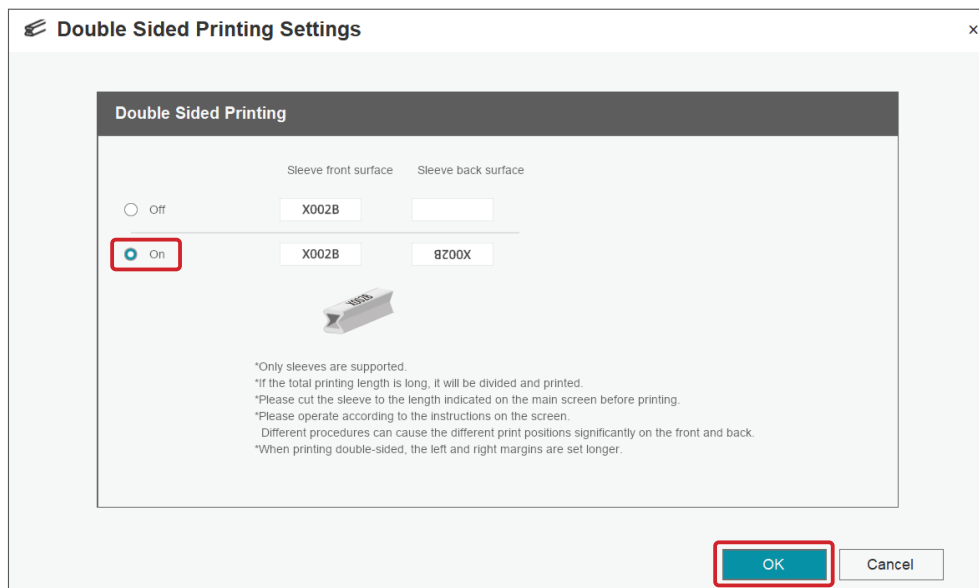 Double Sided Printing Settings
×
Double Sided Printing
Sleeve front surface Sleeve back surface
Off X002B
On X002B X002B
X002B
*Only sleeves are supported.
*If the total printing length is long, it will be divided and printed.
*Please cut the sleeve to the length indicated on the main screen before printing.
*Please operate according to the instructions on the screen.
Different procedures can cause the different print positions significantly on the front and back.
*When printing double-sided, the left and right margins are set longer.
OK Cancel